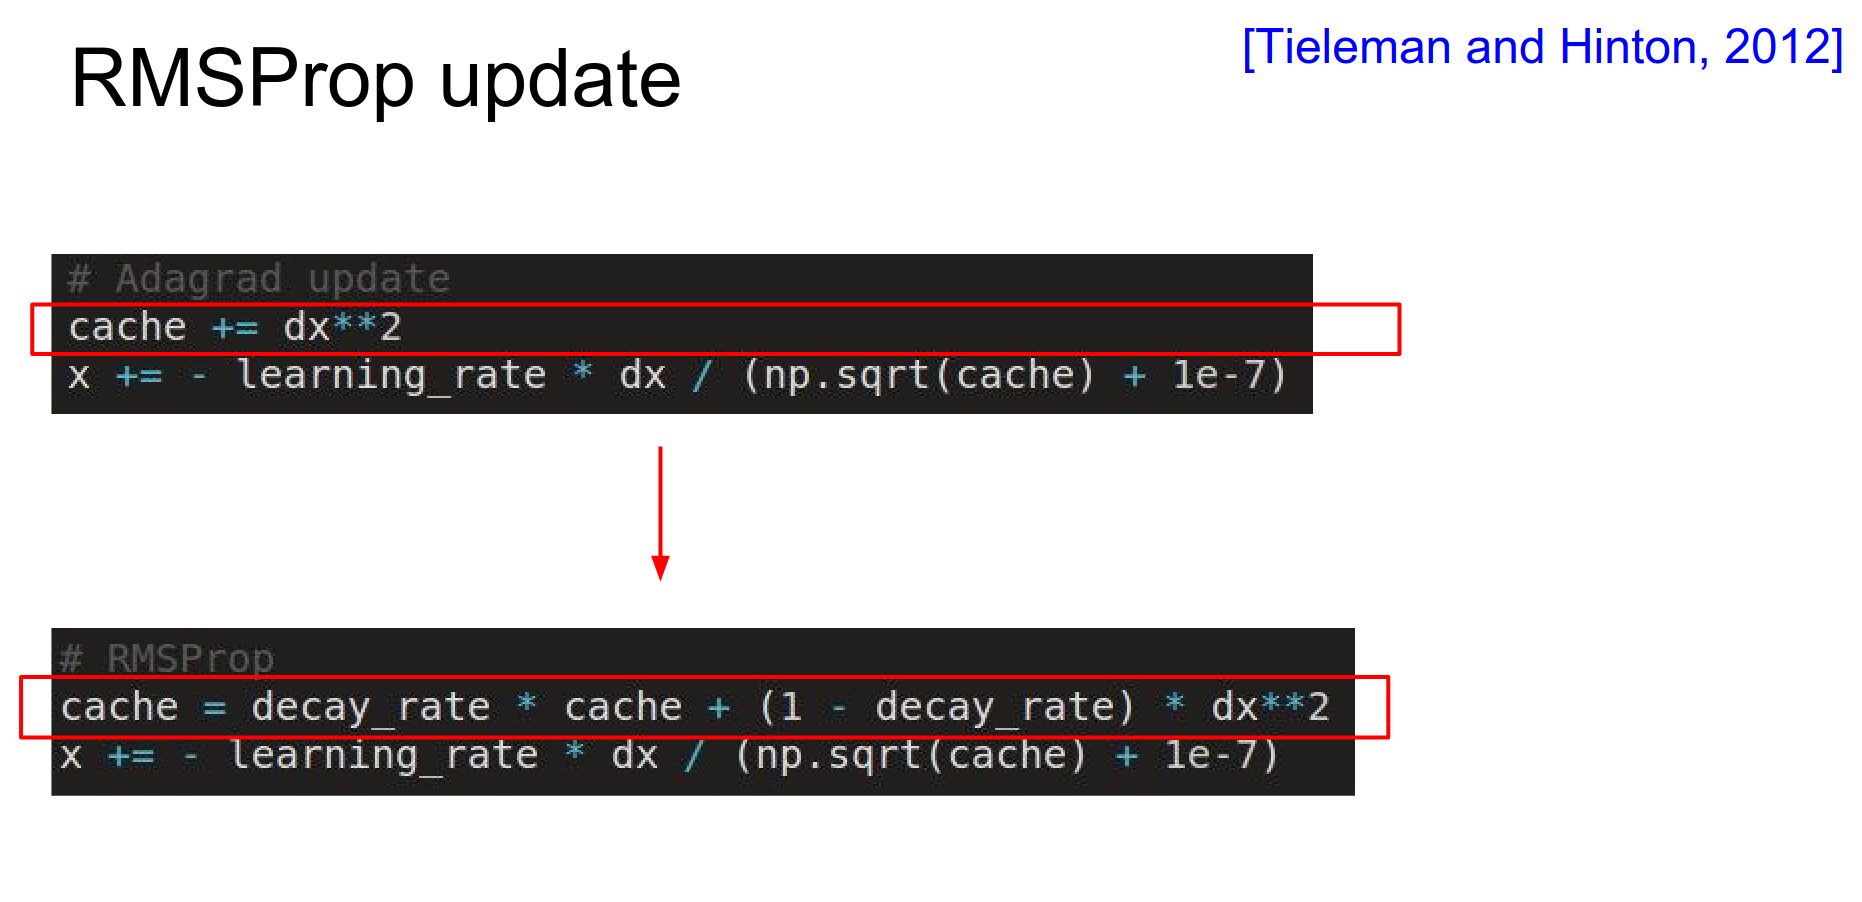 RMSProp update
[Tieleman and Hinton, 2012]
# Adagrad update
cache += dx**2
x += - learning_rate * dx / (np.sqrt(cache) + 1e-7)
# RMSProp
cache = decay_rate * cache + (1 - decay_rate) * dx**2
x += - learning_rate * dx / (np.sqrt(cache) + 1e-7)